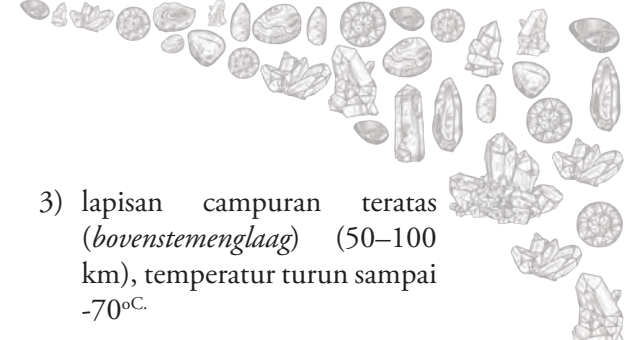 3) lapisan campuran teratas
(bovenstemenglaag) (50–100
km), temperatur turun sampai
-70oC.